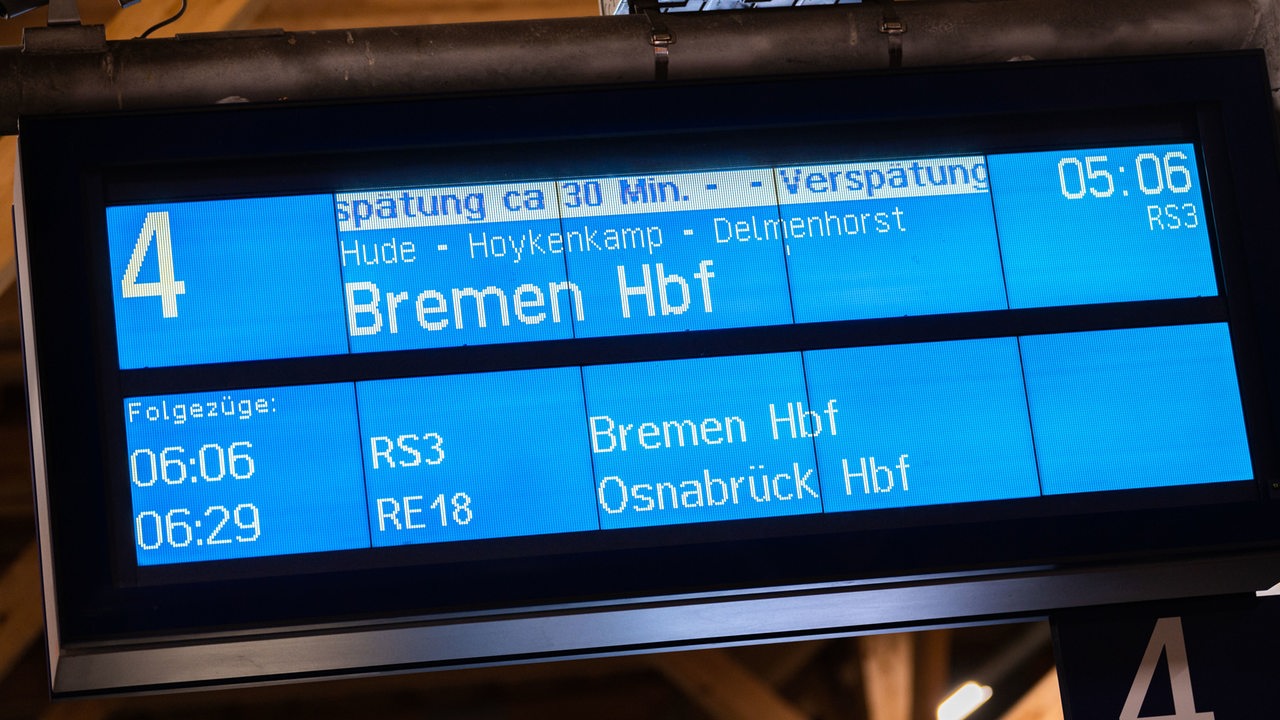 4
spätung ca 30 Min. - - Verspätung
05:06
Hude - Hoykenkamp - Delmenhorst
RS3
Bremen Hbf
Folgezüge:
06:06 RS3 Bremen Hbf
06:29 RE18 Osnabrück Hbf
4